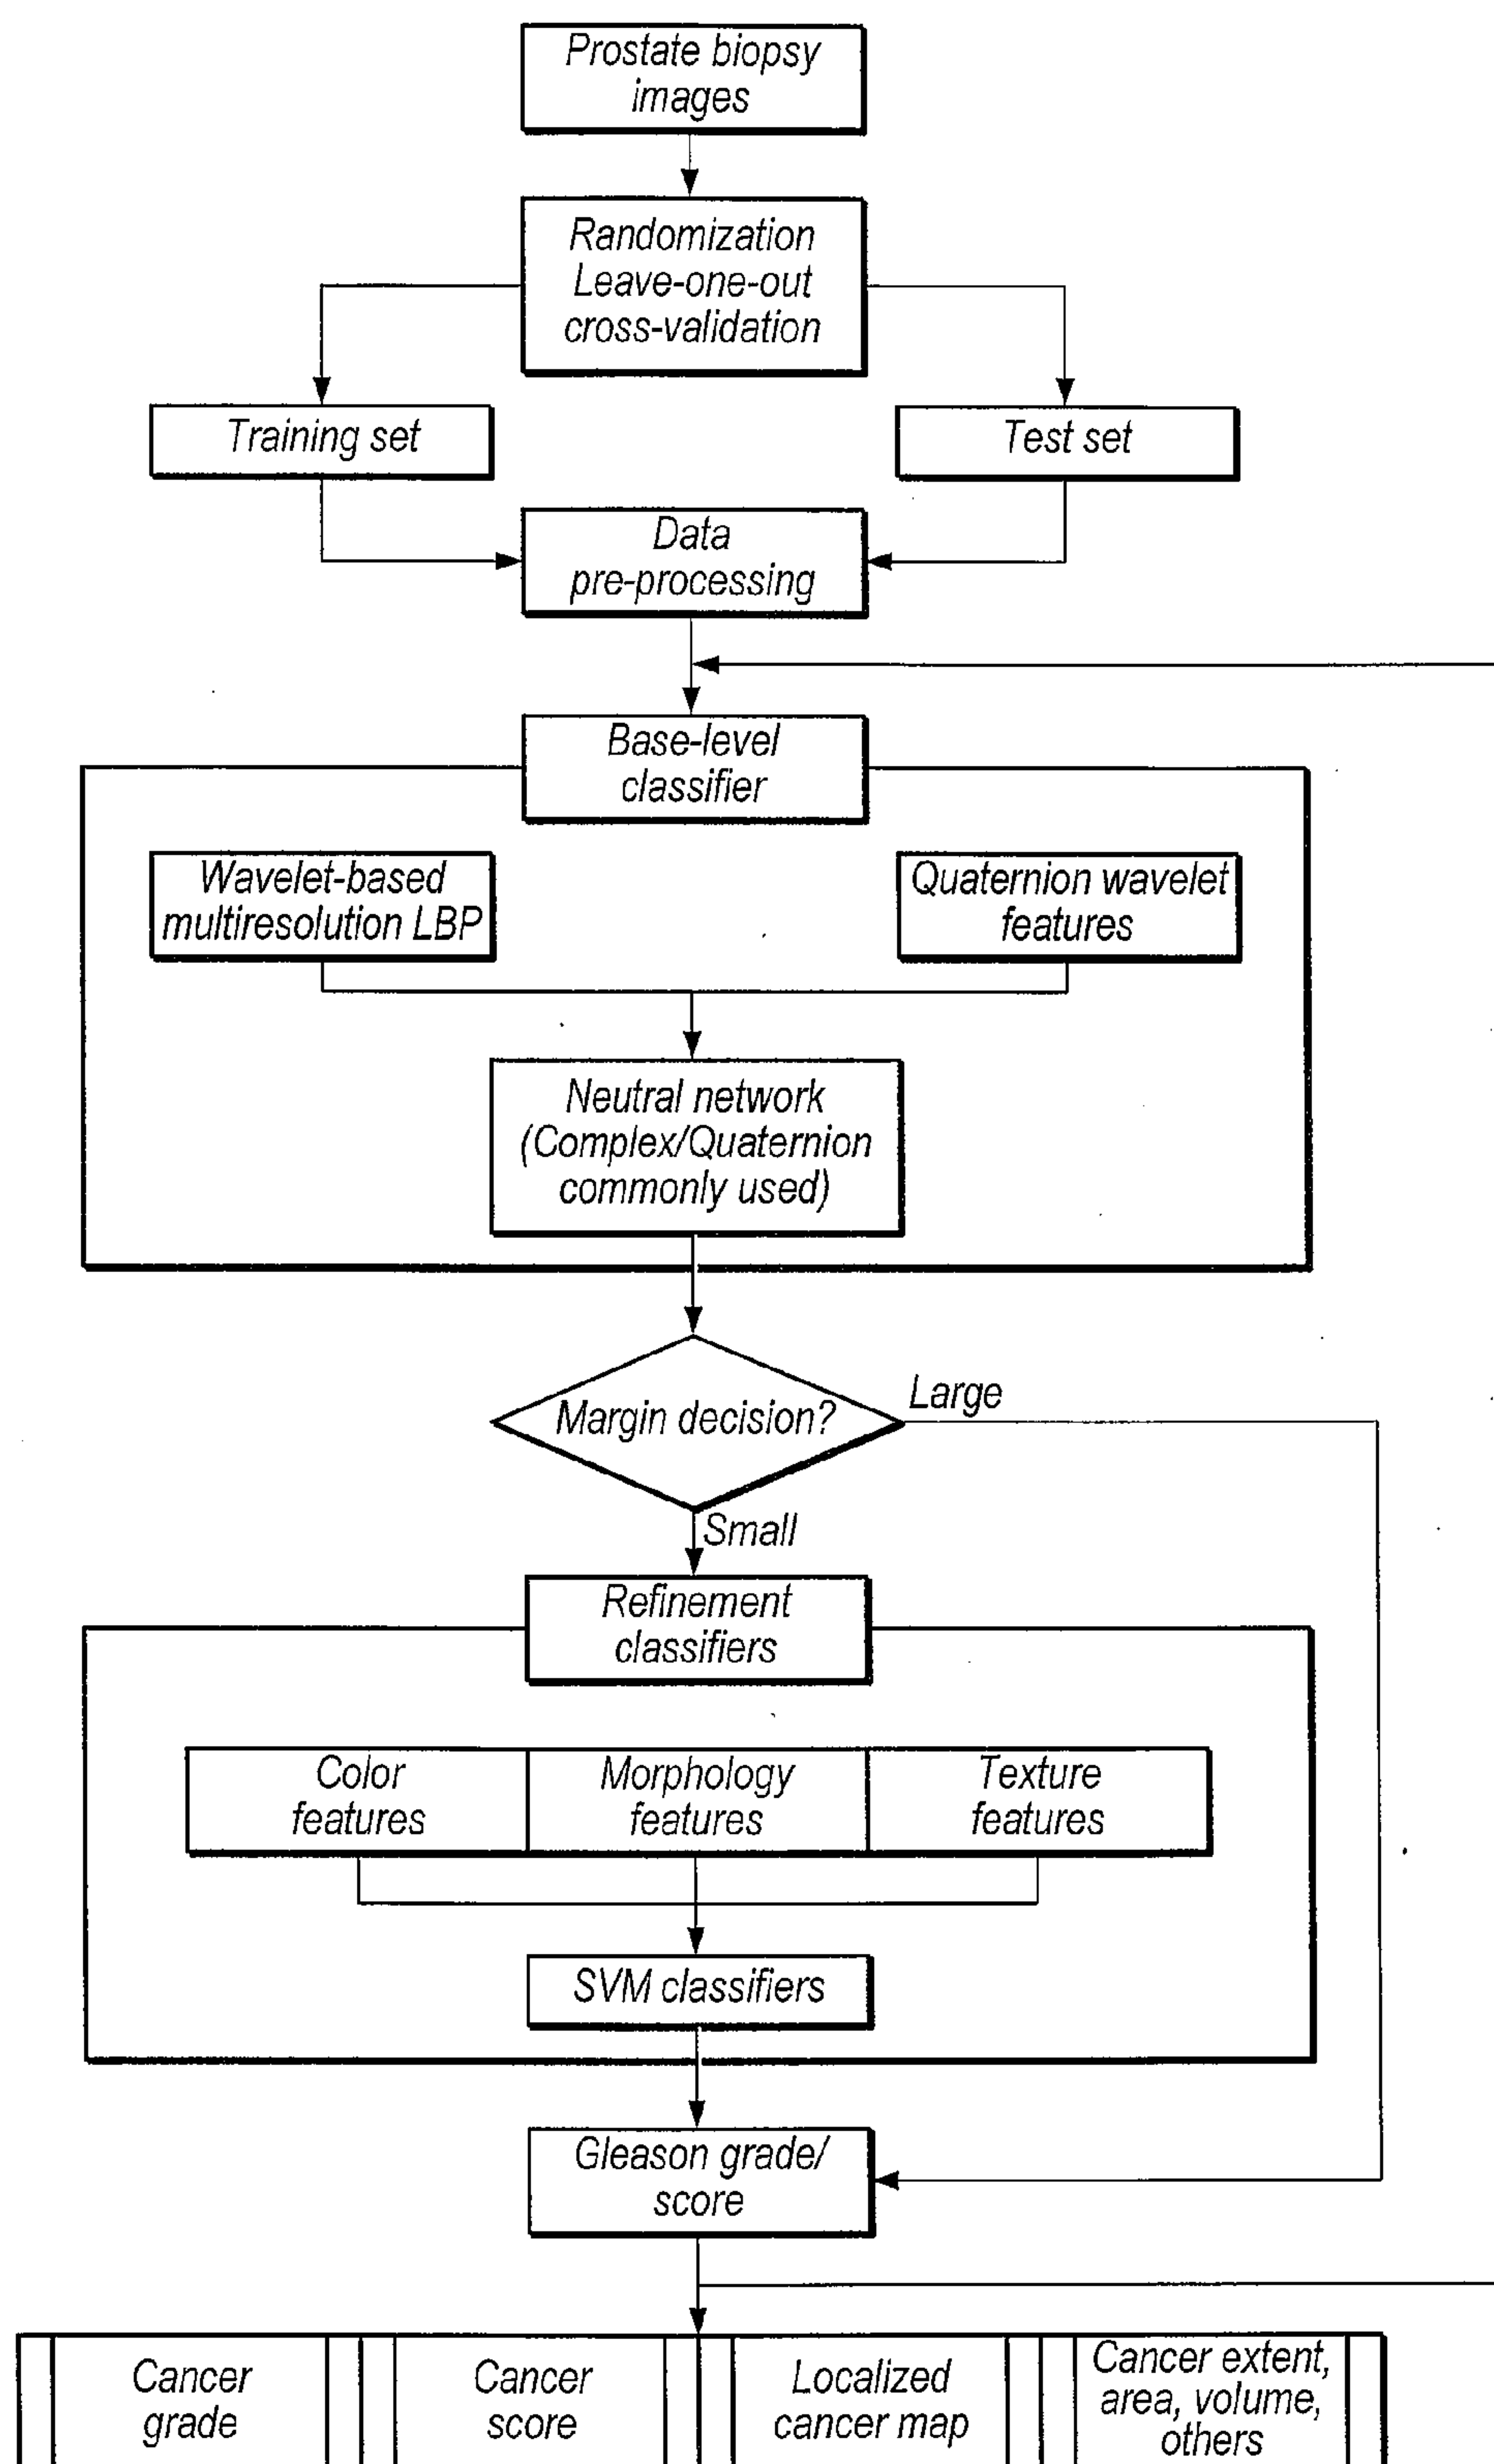 Prostate biopsy
images
Randomization
Leave-one-out
cross-validation
Training set
Test set
Data
pre-processing
Base-level
classifier
Wavelet-based
multiresolution LBP
Quaternion wavelet
features
Neutral network
(Complex/Quaternion
commonly used)
Margin decision?
Large
Small
Refinement
classifiers
Color
features
Morphology
features
Texture
features
SVM classifiers
Gleason grade/
score
Cancer
grade
Cancer
score
Localized
cancer map
Cancer extent,
area, volume,
others